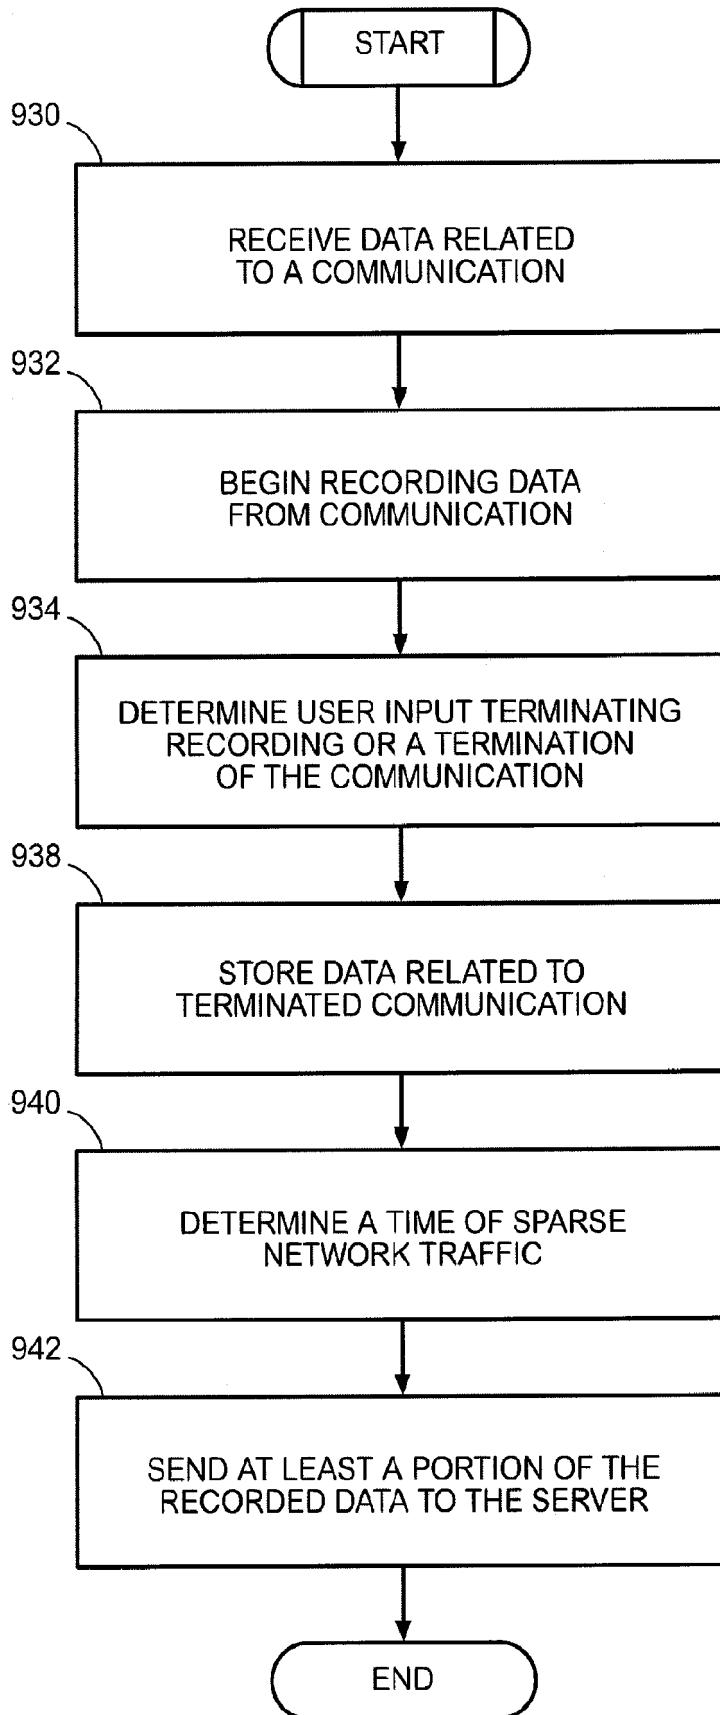 START
930
RECEIVE DATA RELATED
TO A COMMUNICATION
932
BEGIN RECORDING DATA
FROM COMMUNICATION
934
DETERMINE USER INPUT TERMINATING
RECORDING OR A TERMINATION
OF THE COMMUNICATION
938
STORE DATA RELATED TO
TERMINATED COMMUNICATION
940
DETERMINE A TIME OF SPARSE
NETWORK TRAFFIC
942
SEND AT LEAST A PORTION OF THE
RECORDED DATA TO THE SERVER
END